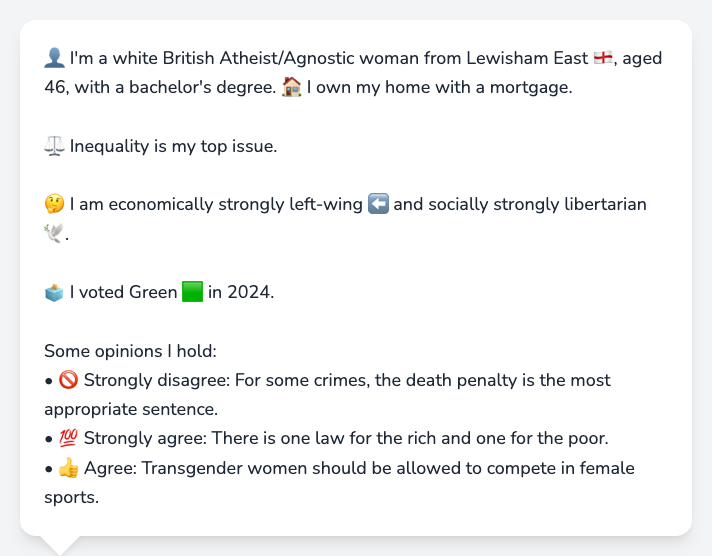 👤 I'm a white British Atheist/Agnostic woman from Lewisham East 🏴󠁧󠁢󠁥󠁮󠁧󠁿, aged
46, with a bachelor's degree. 🏠 I own my home with a mortgage.
⚖️ Inequality is my top issue.
🤔 I am economically strongly left-wing ⬅️ and socially strongly libertarian
🕊️.
🗳️ I voted Green 🟩 in 2024.
Some opinions I hold:
• 🚫 Strongly disagree: For some crimes, the death penalty is the most
appropriate sentence.
• 💯 Strongly agree: There is one law for the rich and one for the poor.
• 👍 Agree: Transgender women should be allowed to compete in female
sports.